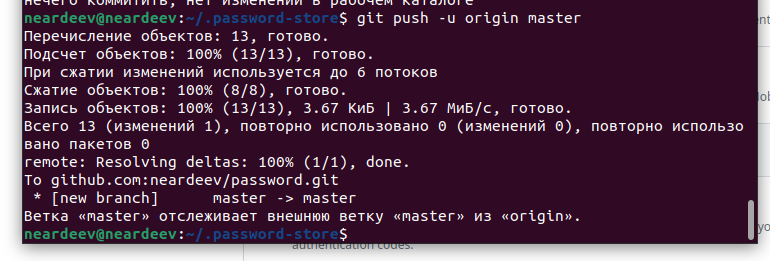 нечего коммитить, нет изменений в рабочем каталоге
neardeev@neardeev:~/.password-store$ git push -u origin master
Перечисление объектов: 13, готово.
Подсчет объектов: 100% (13/13), готово.
При сжатии изменений используется до 6 потоков
Сжатие объектов: 100% (8/8), готово.
Запись объектов: 100% (13/13), 3.67 КиБ | 3.67 МиБ/с, готово.
Всего 13 (изменений 1), повторно использовано 0 (изменений 0), повторно использо
вано пакетов 0
remote: Resolving deltas: 100% (1/1), done.
To github.com:neardeev/password.git
 * [new branch]      master -> master
Ветка «master» отслеживает внешнюю ветку «master» из «origin».
neardeev@neardeev:~/.password-store$
authentication codes.